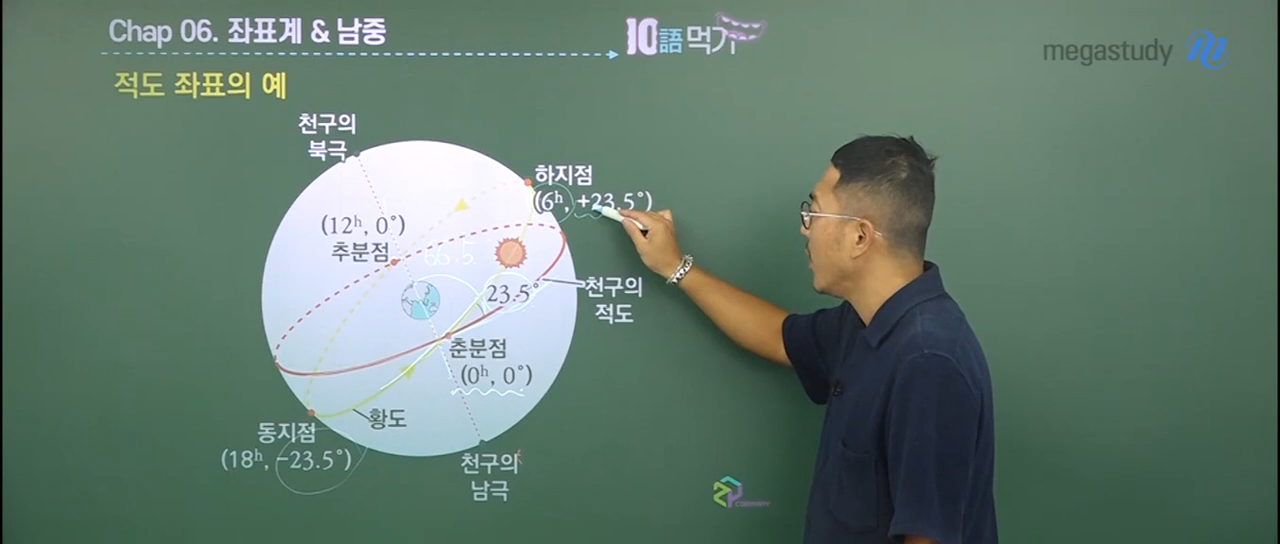 Chap 06. 좌표계 & 남중
10語먹기
megastudy
적도 좌표의 예
천구의
북극
하지점
(6ʰ, +23.5°)
(12ʰ, 0°)
추분점
66.5
23.5°
천구의
적도
춘분점
(0ʰ, 0°)
황도
동지점
(18ʰ, -23.5°)
천구의
남극